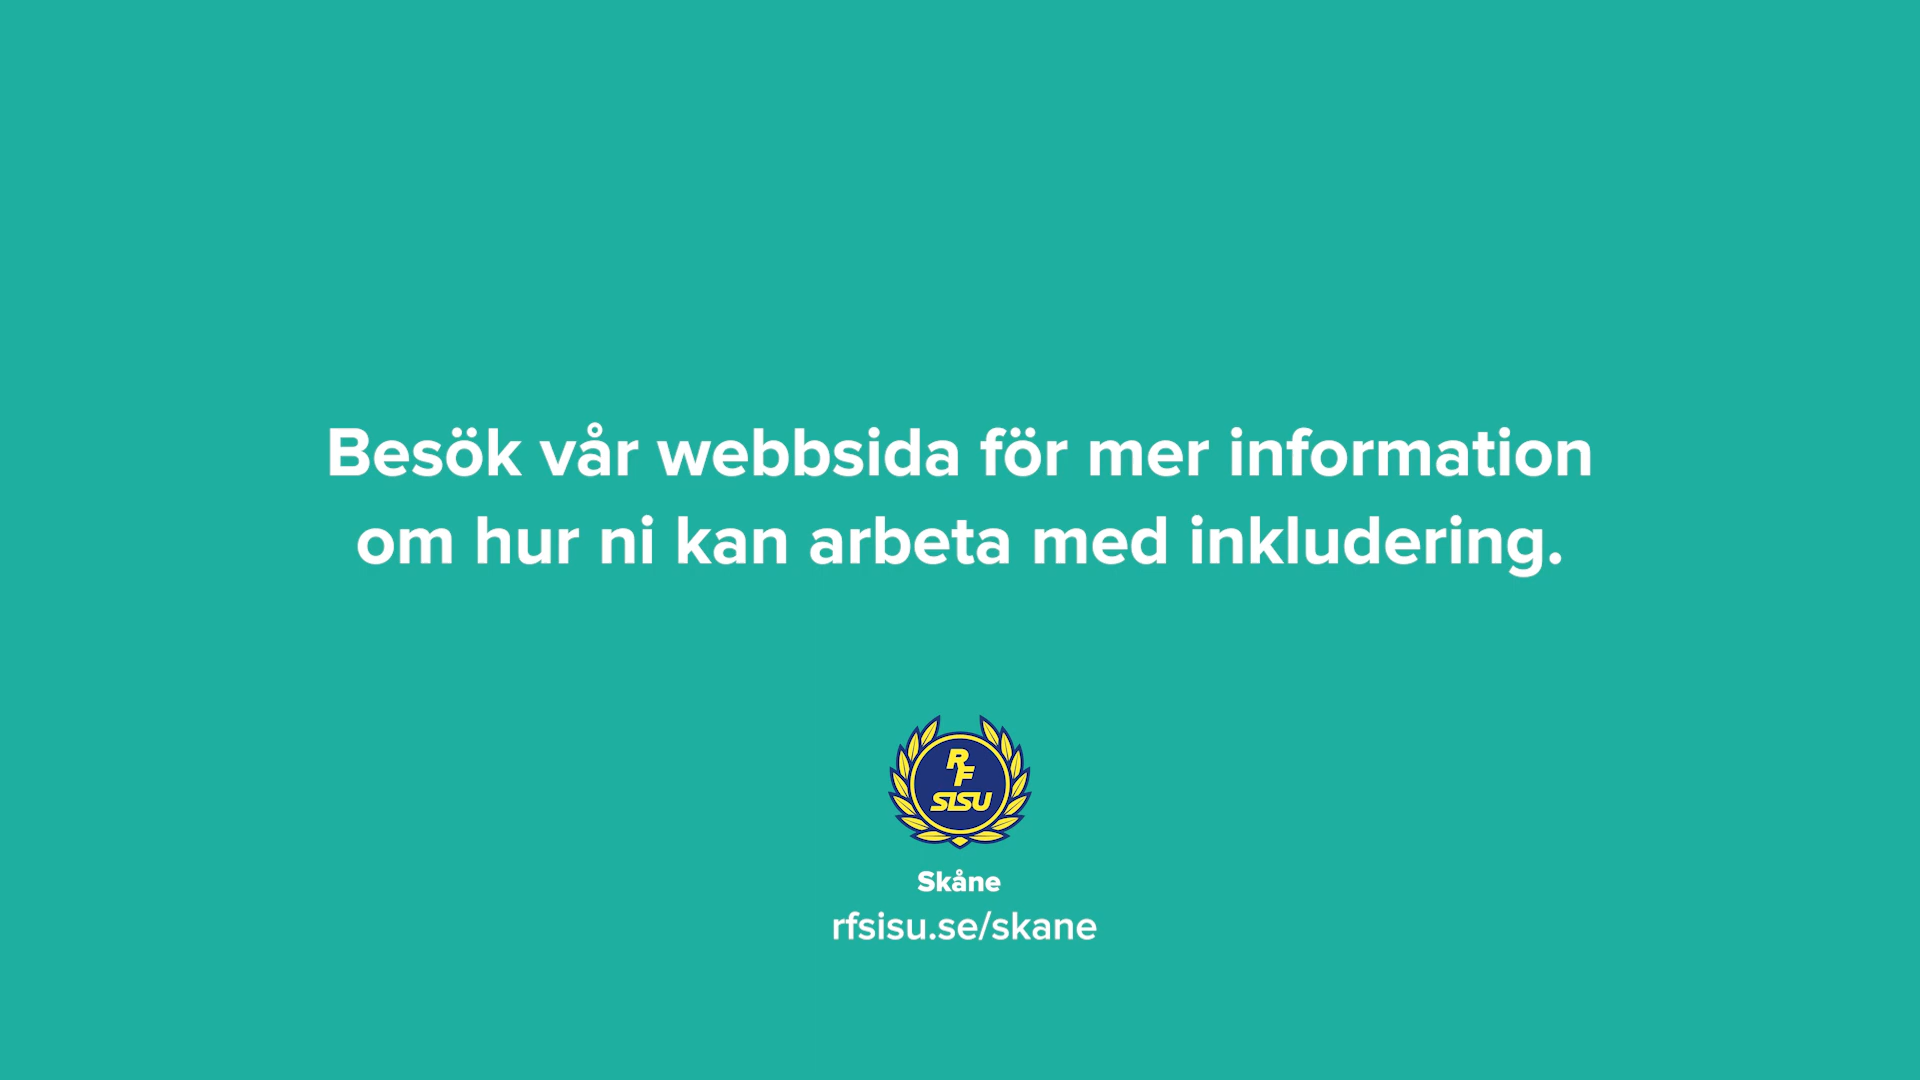 Besök vår webbsida för mer information
om hur ni kan arbeta med inkludering.
RF
SISU
Skåne
rfsisu.se/skane